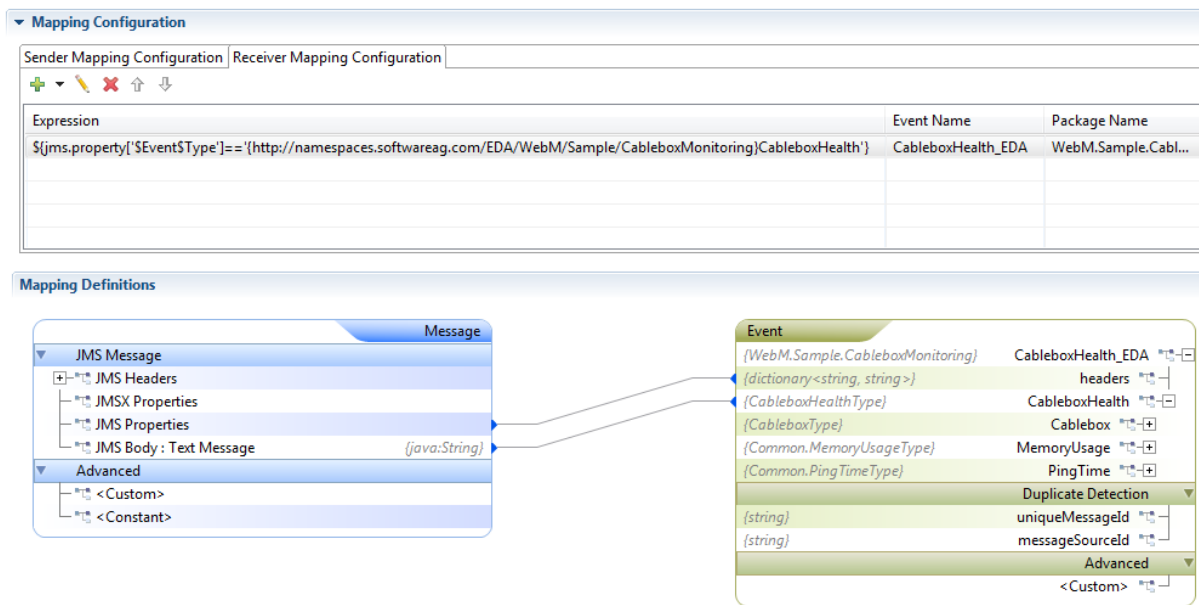 Mapping Configuration
Sender Mapping Configuration Receiver Mapping Configuration
Expression Event Name Package Name
${jms.property['$Event$Type']=='{http://namespaces.softwareag.com/EDA/WebM/Sample/CableboxMonitoring}CableboxHealth'} CableboxHealth_EDA WebM.Sample.Cabl...
Mapping Definitions
Message
JMS Message
JMS Headers
JMSX Properties
JMS Properties
JMS Body : Text Message {java:String}
Advanced
<Custom>
<Constant>
Event
{WebM.Sample.CableboxMonitoring} CableboxHealth_EDA
{dictionary<string, string>} headers
{CableboxHealthType} CableboxHealth
{CableboxType} Cablebox
{Common.MemoryUsageType} MemoryUsage
{Common.PingTimeType} PingTime
Duplicate Detection
{string} uniqueMessageId
{string} messageSourceId
Advanced
<Custom>